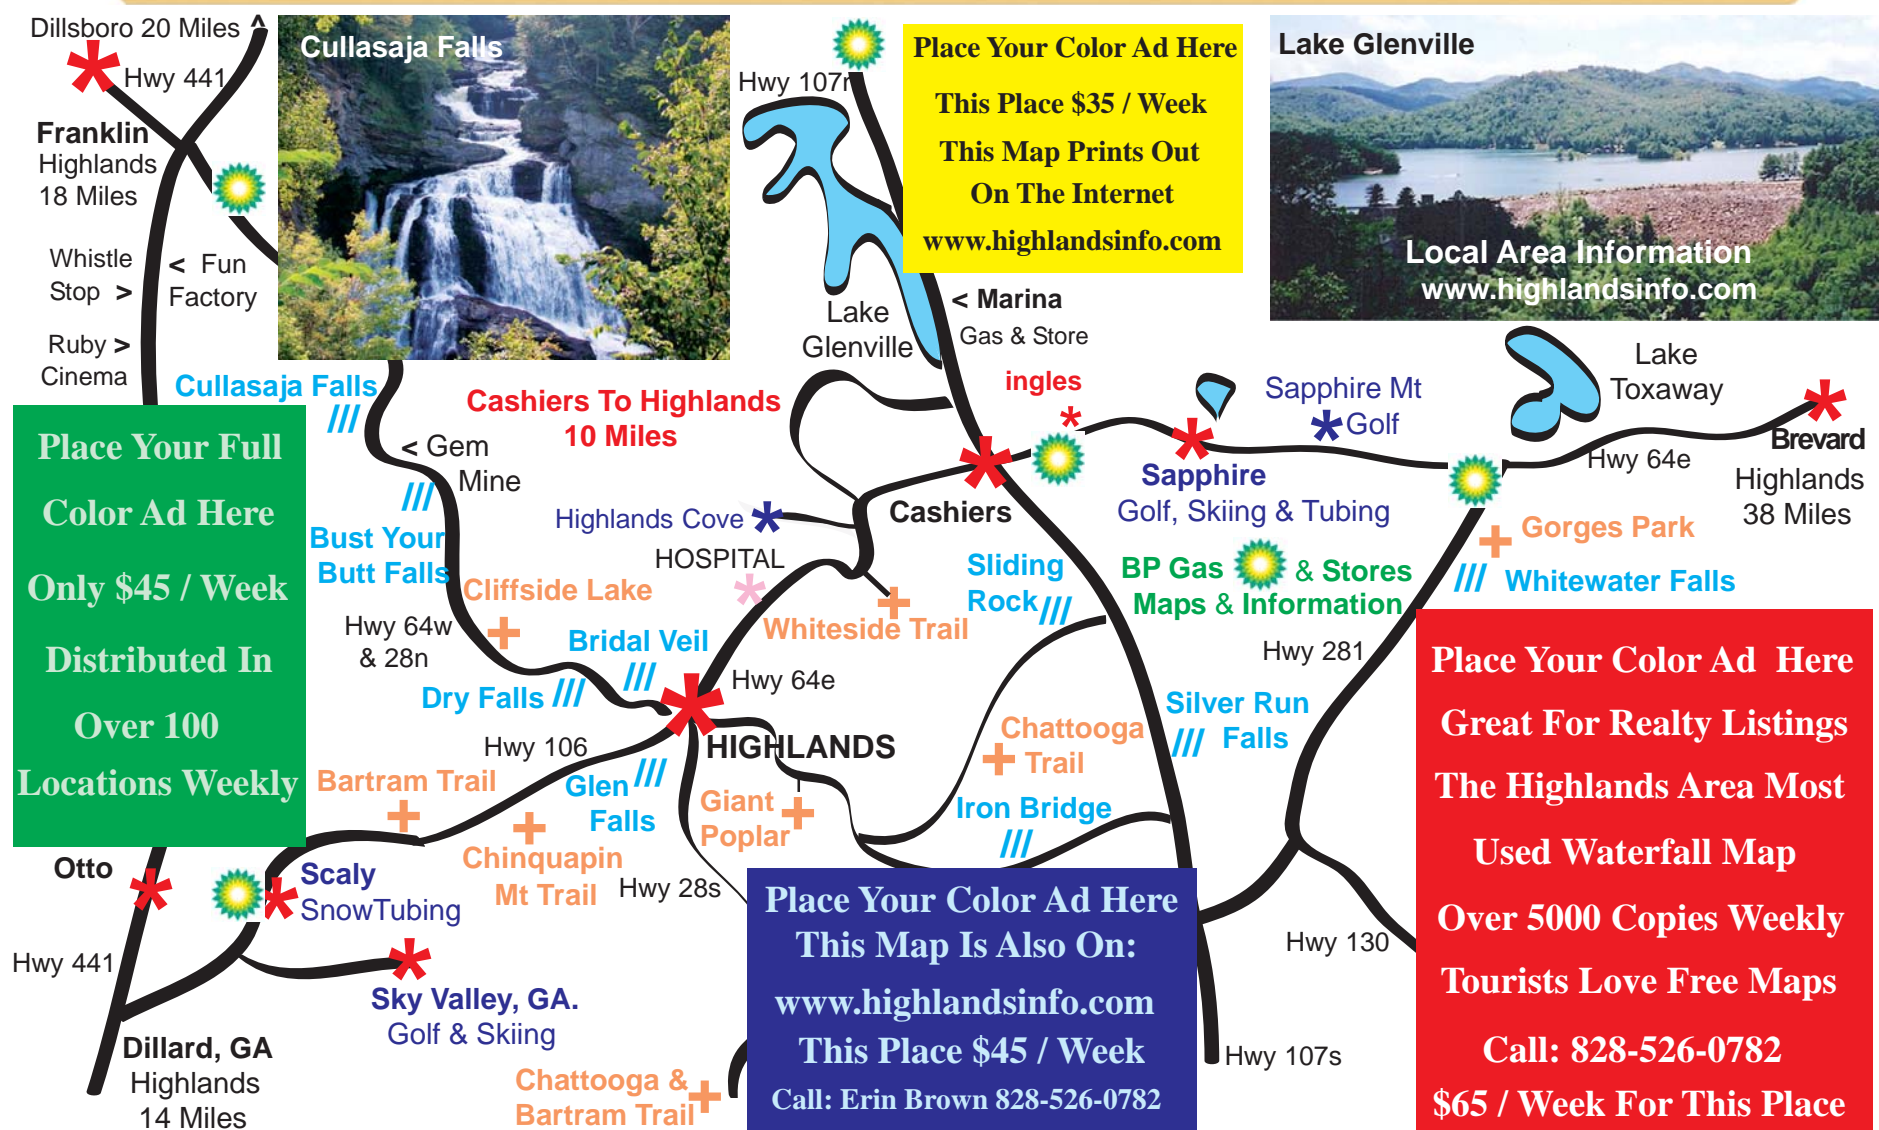 Dillsboro 20 Miles ^
Hwy 441
Franklin
Highlands
18 Miles
Whistle
Stop >
< Fun
Factory
Ruby >
Cinema
Cullasaja Falls
Hwy 107n
Place Your Color Ad Here
This Place $35 / Week
This Map Prints Out
On The Internet
www.highlandsinfo.com
Lake Glenville
Local Area Information
www.highlandsinfo.com
Lake
Glenville
< Marina
Gas & Store
ingles
Sapphire Mt
Golf
Lake
Toxaway
Brevard
Highlands
38 Miles
Hwy 64e
Cullasaja Falls
Cashiers To Highlands
10 Miles
< Gem
Mine
Place Your Full
Color Ad Here
Only $45 / Week
Distributed In
Over 100
Locations Weekly
Bust Your
Butt Falls
Highlands Cove
HOSPITAL
Cashiers
Sapphire
Golf, Skiing & Tubing
Gorges Park
Whitewater Falls
BP Gas & Stores
Maps & Information
Sliding
Rock
Cliffside Lake
Whiteside Trail
Hwy 64w
& 28n
Bridal Veil
Dry Falls
Hwy 64e
Hwy 281
Silver Run
Falls
Chattooga
Trail
HIGHLANDS
Hwy 106
Bartram Trail
Glen
Falls
Giant
Poplar
Iron Bridge
Chinquapin
Mt Trail
Hwy 28s
Otto
Scaly
SnowTubing
Hwy 441
Sky Valley, GA.
Golf & Skiing
Dillard, GA
Highlands
14 Miles
Chattooga &
Bartram Trail
Place Your Color Ad Here
This Map Is Also On:
www.highlandsinfo.com
This Place $45 / Week
Call: Erin Brown 828-526-0782
Hwy 107s
Hwy 130
Place Your Color Ad Here
Great For Realty Listings
The Highlands Area Most
Used Waterfall Map
Over 5000 Copies Weekly
Tourists Love Free Maps
Call: 828-526-0782
$65 / Week For This Place